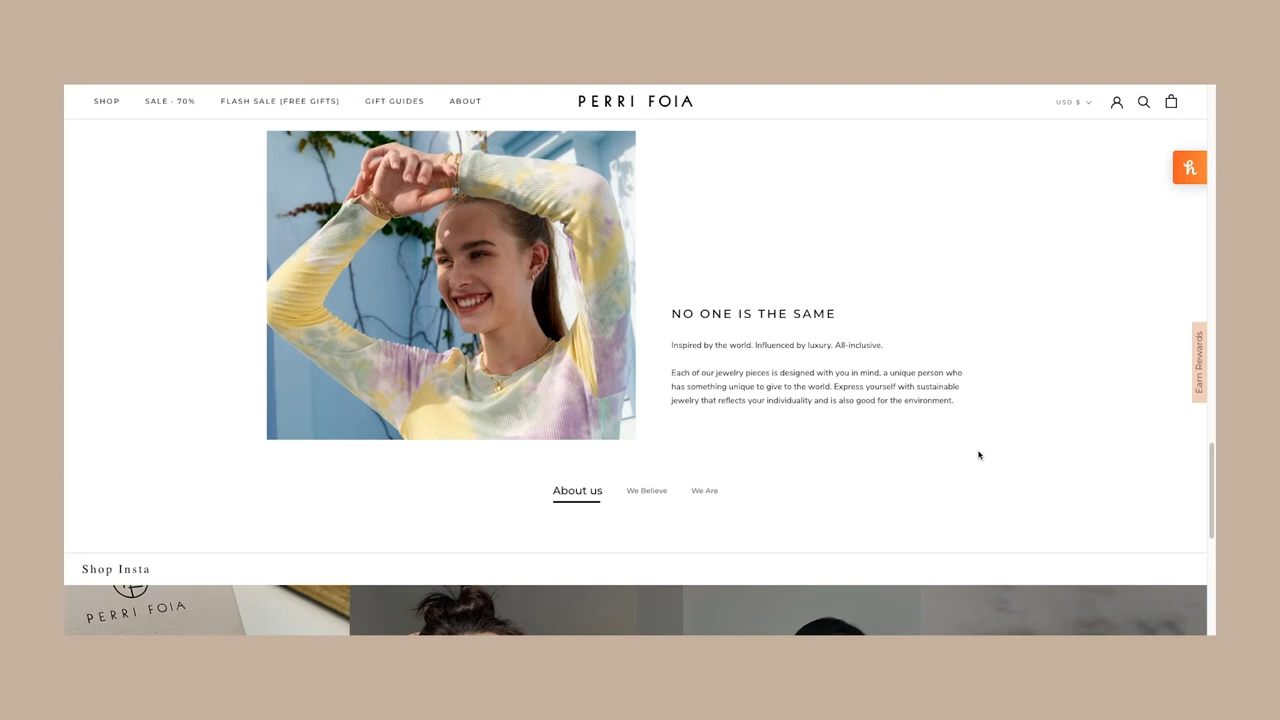 SHOP SALE - 70% FLASH SALE (FREE GIFTS) GIFT GUIDES ABOUT PERRI FOIA USD $
h
NO ONE IS THE SAME
Inspired by the world. Influenced by luxury. All-inclusive.
Each of our jewelry pieces is designed with you in mind, a unique person who
has something unique to give to the world. Express yourself with sustainable
jewelry that reflects your individuality and is also good for the environment.
Earn Rewards
About us We Believe We Are
Shop Insta
PERRI FOIA